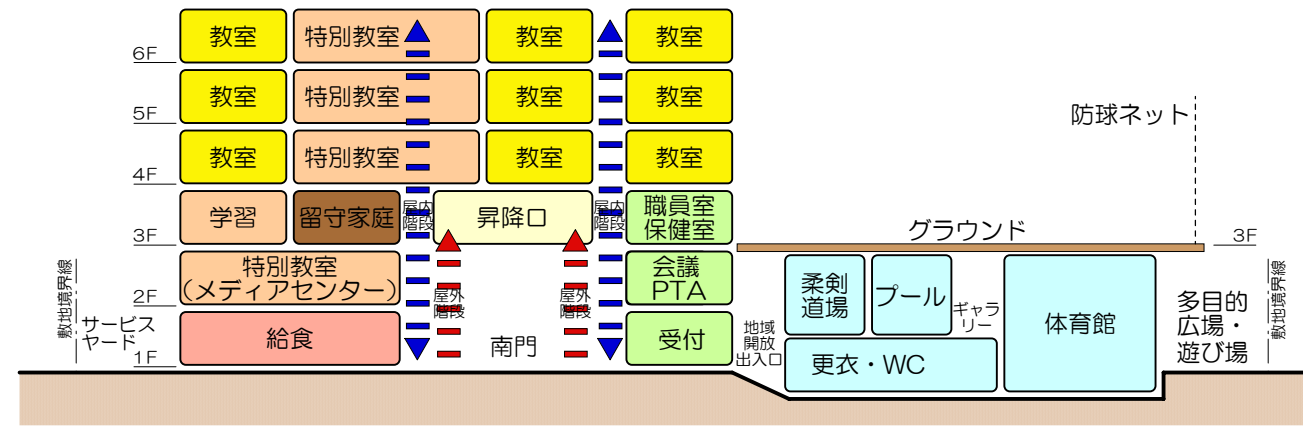 6F
教室
特別教室
教室
教室
5F
教室
特別教室
教室
教室
防球ネット
4F
教室
特別教室
教室
教室
3F
学習
留守家庭
屋内
階段
昇降口
屋内
階段
職員室
保健室
グラウンド
3F
敷地境界線
2F
特別教室
(メディアセンター)
屋外
階段
屋外
階段
会議
PTA
柔剣
道場
プール
ギャラ
リー
体育館
多目的
広場・
遊び場
敷地境界線
サービス
ヤード
1F
給食
南門
受付
地域
開放
出入口
更衣・WC